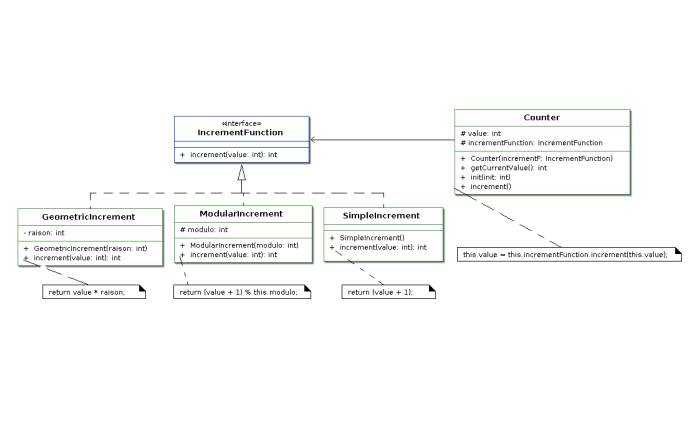 «interface»
IncrementFunction
+ increment(value: int): int
Counter
# value: int
# incrementFunction: IncrementFunction
+ Counter(incrementF: IncrementFunction)
+ getCurrentValue(): int
+ init(init: int)
+ increment()
GeometricIncrement
- raison: int
+ GeometricIncrement(raison: int)
+ increment(value: int): int
ModularIncrement
# modulo: int
+ ModularIncrement(modulo: int)
+ increment(value: int): int
SimpleIncrement
+ SimpleIncrement()
+ increment(value: int): int
this.value = this.incrementFunction.increment(this.value);
return value * raison;
return (value + 1) % this.modulo;
return (value + 1);